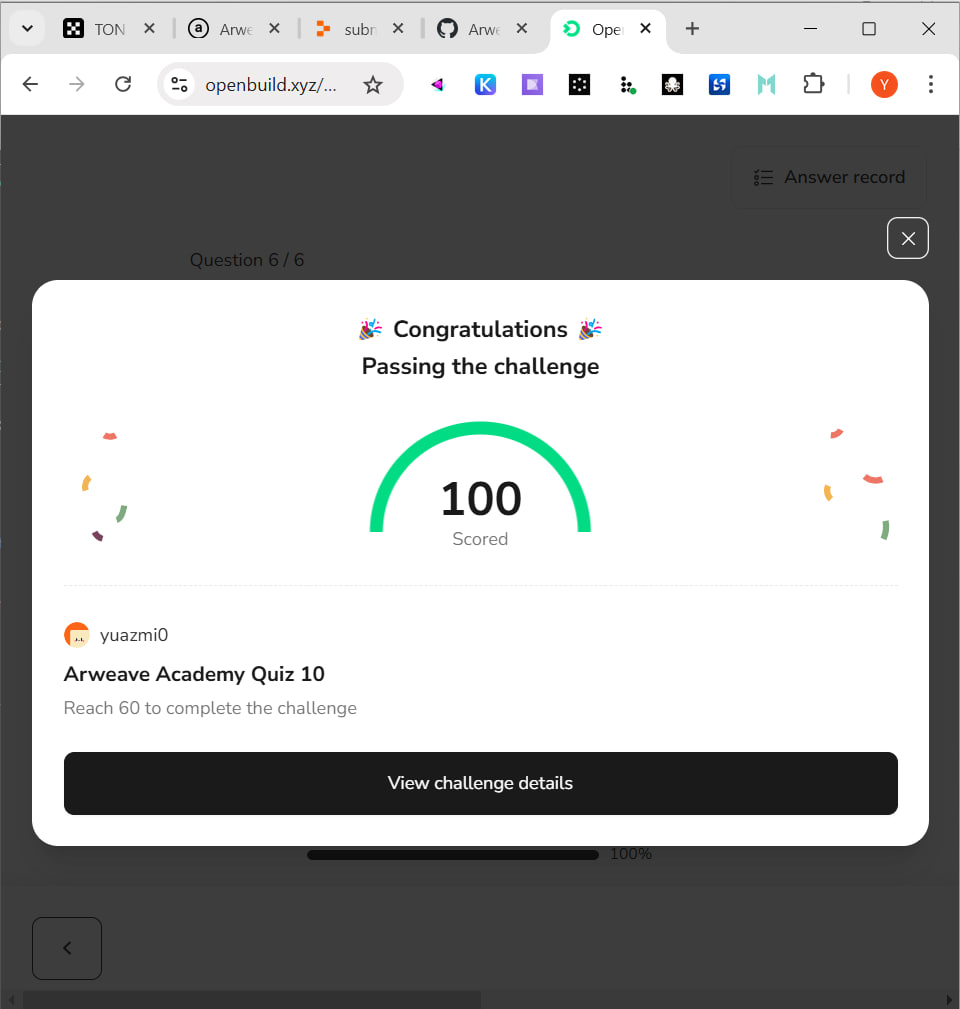 TON
Arwe
subm
Arwe
Open
openbuild.xyz/...
K
Y
Answer record
Question 6 / 6
Congratulations
Passing the challenge
100
Scored
yuazmi0
Arweave Academy Quiz 10
Reach 60 to complete the challenge
View challenge details
100%